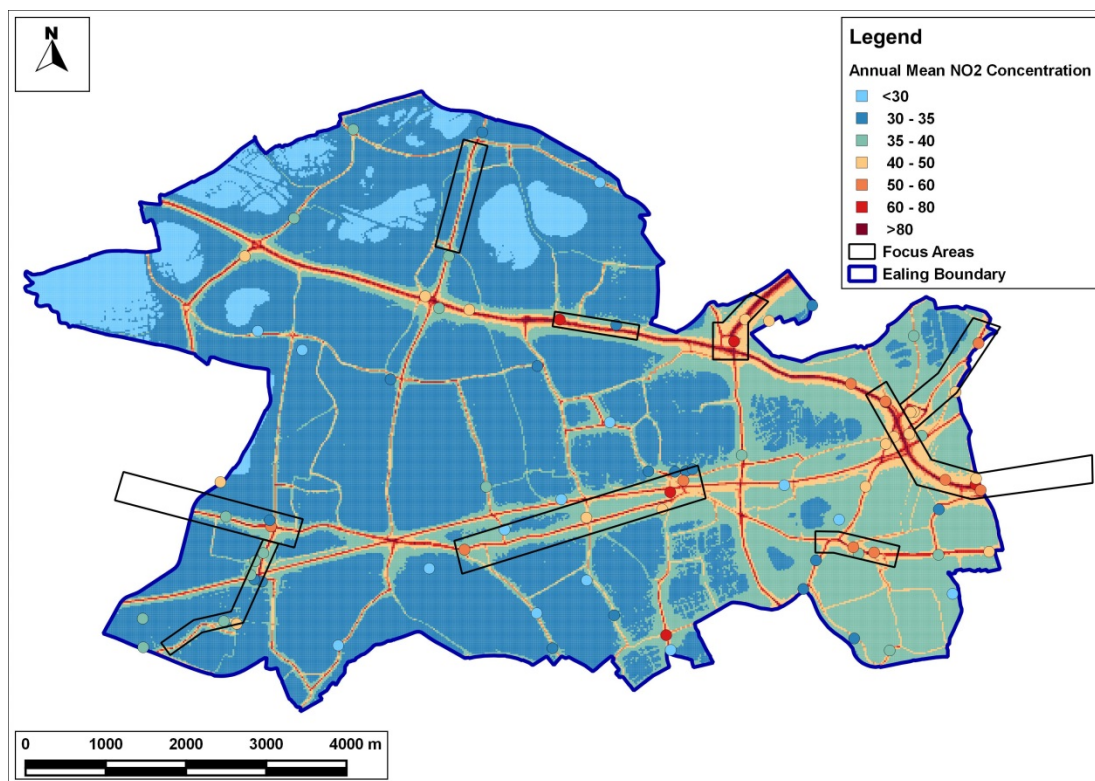 N
Legend
Annual Mean NO2 Concentration
<30
30 - 35
35 - 40
40 - 50
50 - 60
60 - 80
>80
Focus Areas
Ealing Boundary
0 1000 2000 3000 4000 m